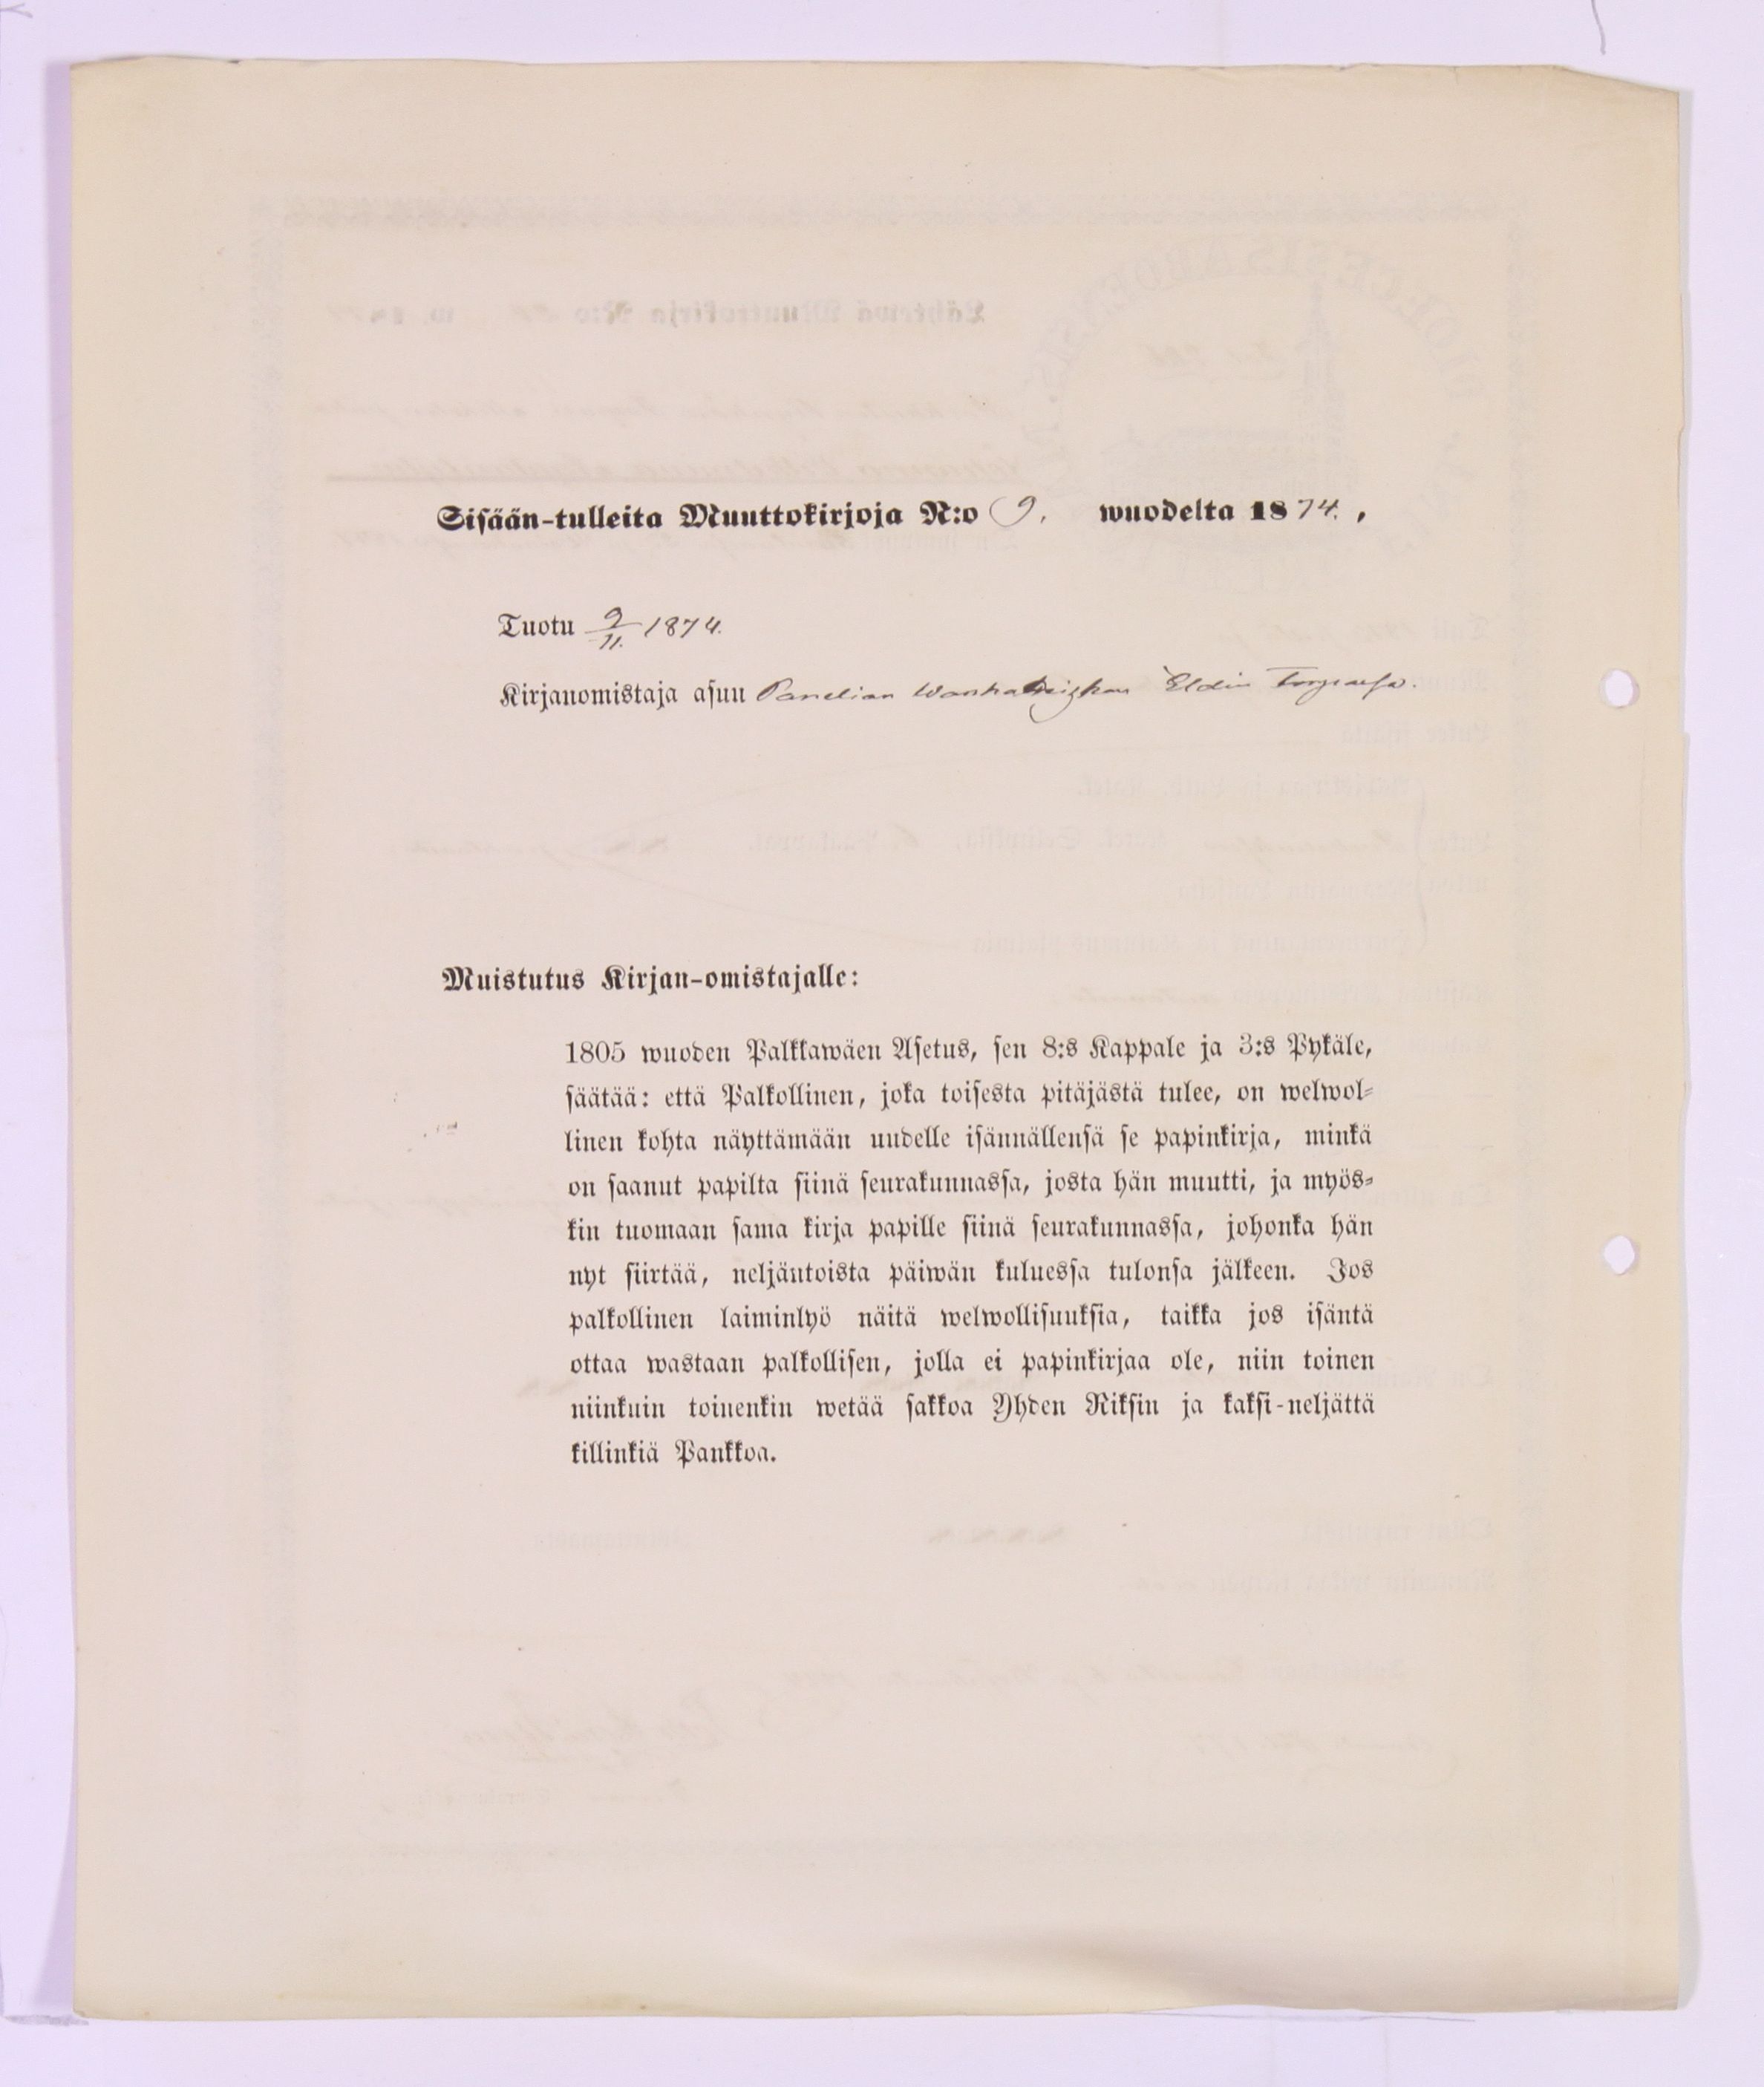 Sisään-tulleita Muuttokirjoja N:o 9. wuodelta 1874.,
Tuotu 9/11. 1874.
Kirjanomistaja asuu Panelian
Muistutus Kirjan-omistajalle:
1805 wuoden Palkkawäen Asetus, sen 8:s Kappale ja 3:s Pykäle,
säätää: että Palkollinen, joka toisesta pitäjästä tulee, on welwol-
linen kohta näyttämään uudelle isännällensä se papinkirja, minkä
on saanut papilta siinä seurakunnassa, josta hän muutti, ja myös-
kin tuomaan sama kirja papille siinä seurakunnassa, johonka hän
nyt siirtää, neljäntoista päiwän kuluessa tulonsa jälkeen. Jos
palkollinen laiminlyö näitä welwollisuuksia, taikka jos isäntä
ottaa wastaan palkollisen, jolla ei papinkirjaa ole, niin toinen
niinkuin toinenkin wetää sakkoa Yhden Riksin ja kaksi-neljättä
killinkiä Pankkoa.